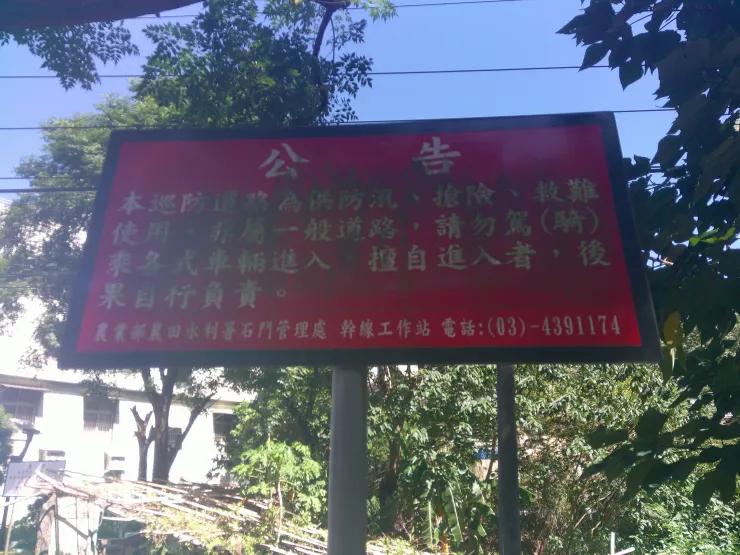 公告
本巡防道路為供防汛、搶險、救難
使用，非屬一般道路，請勿駕(騎)
乘各式車輛進入，擅自進入者，後
果自行負責。
農業部農田水利署石門管理處 幹線工作站 電話:(03)-4391174